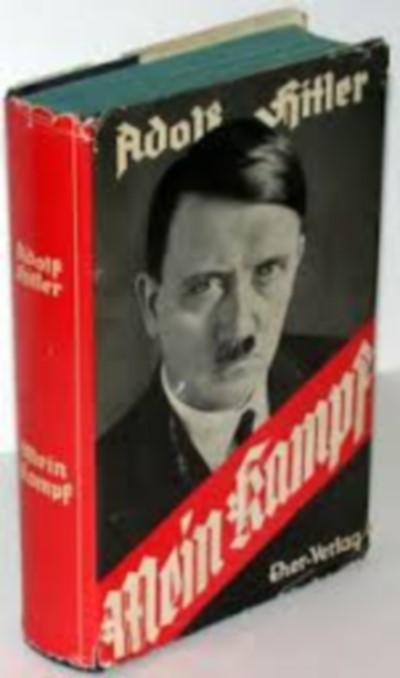 Adolf Hitler
Mein Kampf
Eher-Verlag
Adolf
Hitler
Mein
Kampf